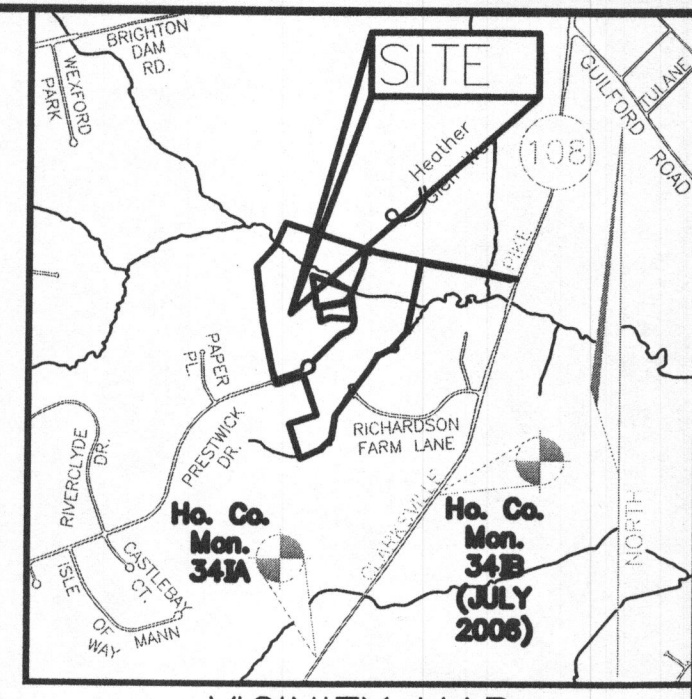 BRIGHTON
DAM
RD.
WEXFORD
PARK
SITE
GUILFORD
ROAD
TULANE
108
Heather
PIKE
PAPER
PL.
PRESTWICK
DR.
RICHARDSON
FARM LANE
RIVERCLYDE
DR.
CLARKSVILLE
NORTH
Ho. Co.
Mon.
34IA
Ho. Co.
Mon.
34IB
(JULY
2006)
CASTLEBAY
CT.
ISLE
OF
WAY
MANN
VICINITY MAP